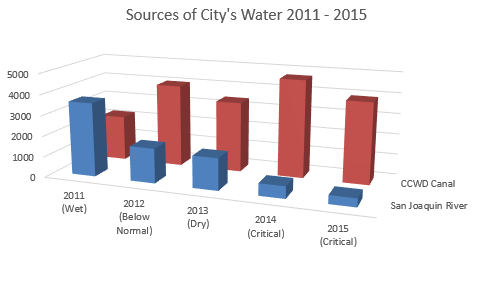 Sources of City's Water 2011 - 2015
5000
4000
3000
2000
1000
0
2011
(Wet)
2012
(Below
Normal)
2013
(Dry)
2014
(Critical)
2015
(Critical)
CCWD Canal
San Joaquin River